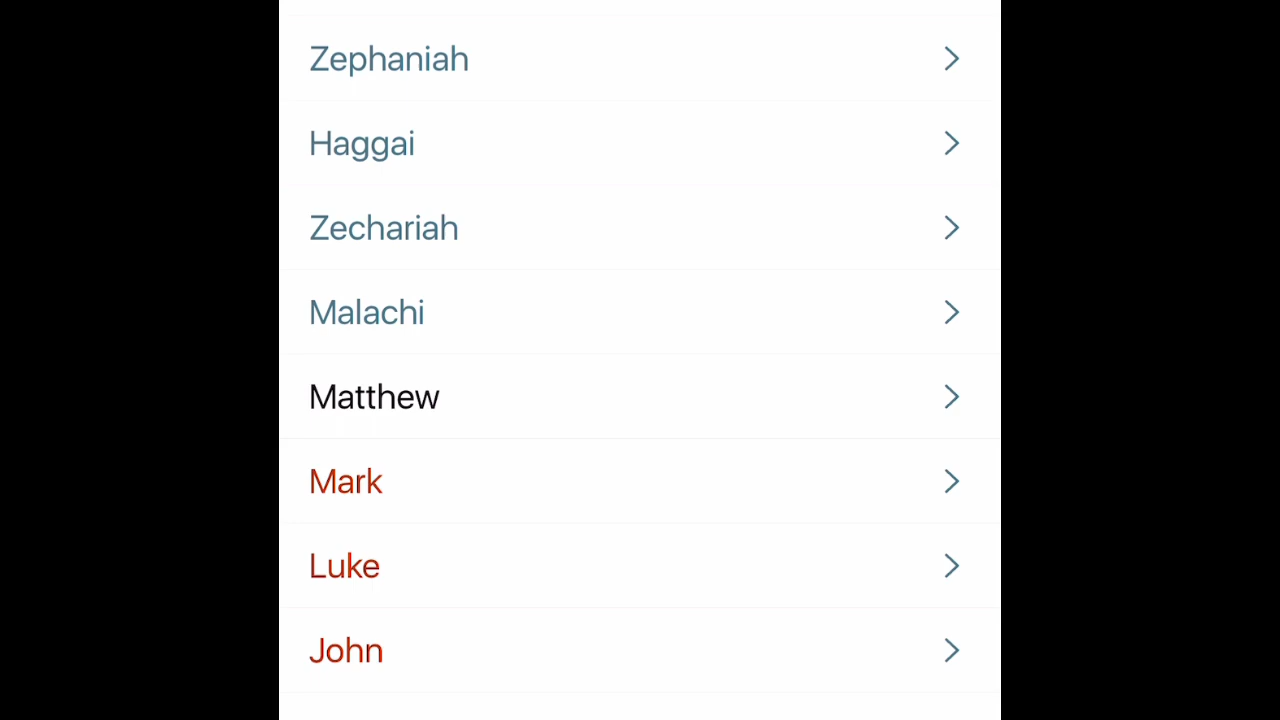 Zephaniah
Haggai
Zechariah
Malachi
Matthew
Mark
Luke
John